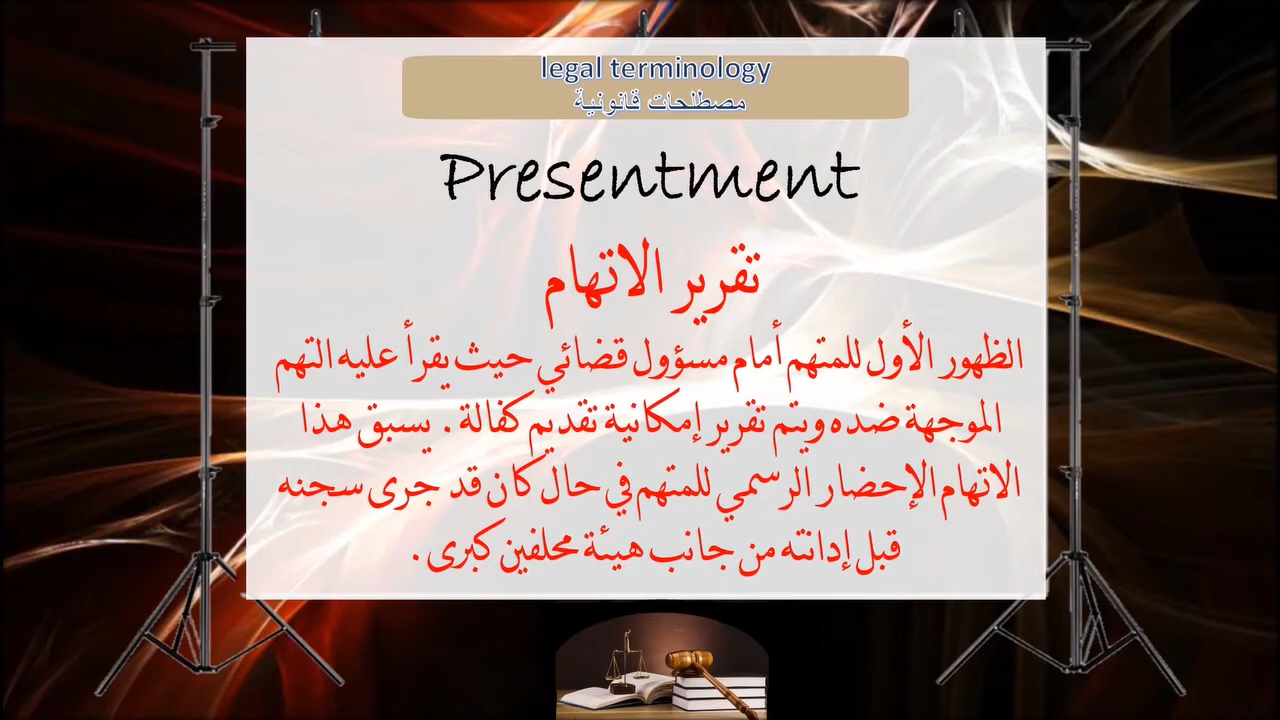 legal terminology
مصطلحات قانونية
Presentment
تقرير الاتهام
الظهور الأول للمتهم أمام مسؤول قضائي حيث يقرأ عليه التهم
الموجهة ضده ويتم تقرير إمكانية تقديم كفالة . يسبق هذا
الاتهام الإحضار الرسمي للمتهم في حال كان قد جرى سجنه
قبل إدانته من جانب هيئة محلفين كبرى .